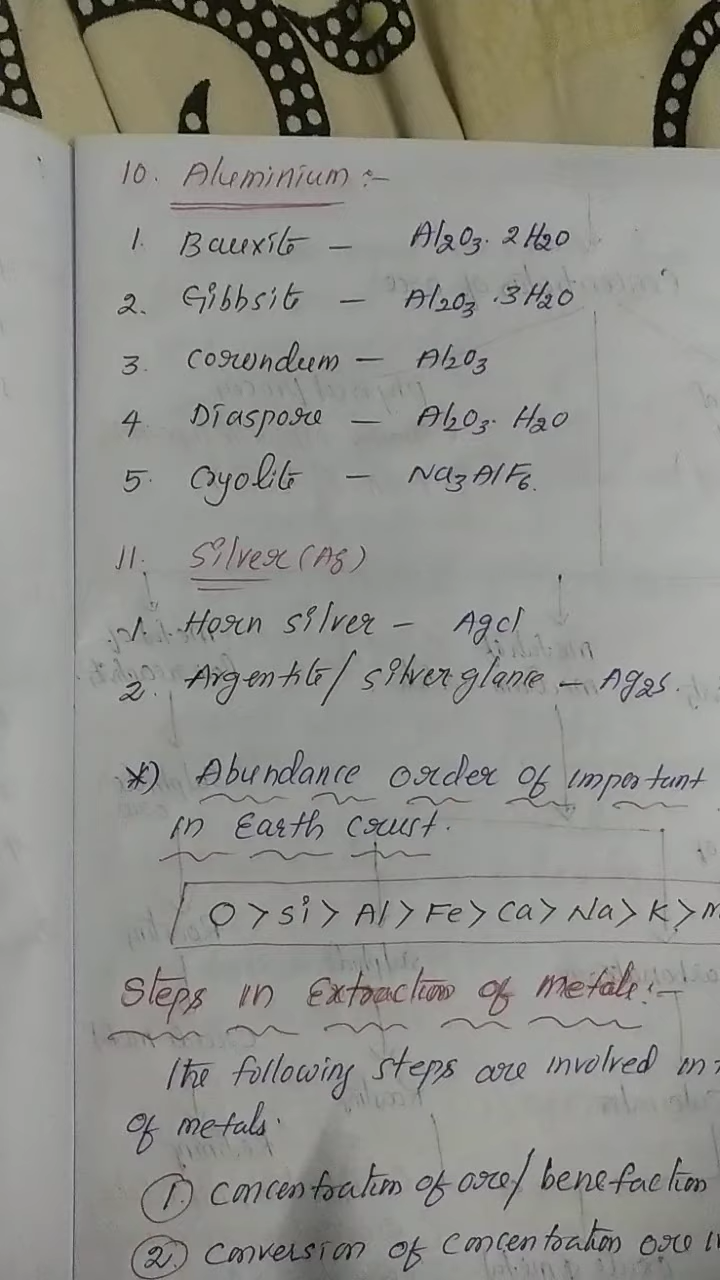 10. Aluminium :-
1. Bauxite - Al2O3. 2H2O
2. Gibbsite - Al2O3 .3H2O
3. Corundum - Al2O3
4. Diaspore - Al2O3. H2O
5. Cryolite - Na3AlF6.
11. Silver (Ag)
1. Horn silver - Agcl
2. Argentite/ silver glance - Ag2s.
*) Abundance order of important
in Earth crust.
O > Si > Al > Fe > Ca > Na > K >
Steps in Extraction of metals:-
The following steps are involved in
of metals.
1. concentration of ore/ benefaction
2. conversion of concentration ore